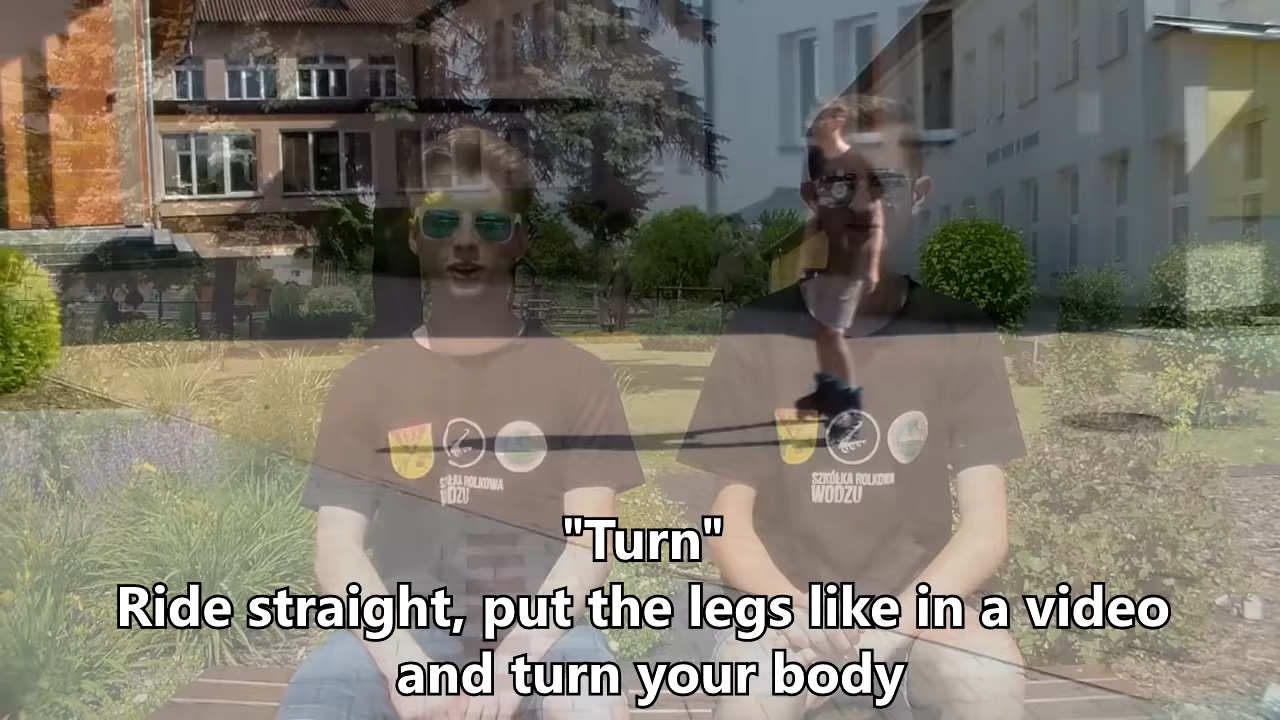 SZKÓŁKA ROLKOWA
WODZU
SZKÓŁKA ROLKOWA
WODZU
"Turn"
Ride straight, put the legs like in a video
and turn your body